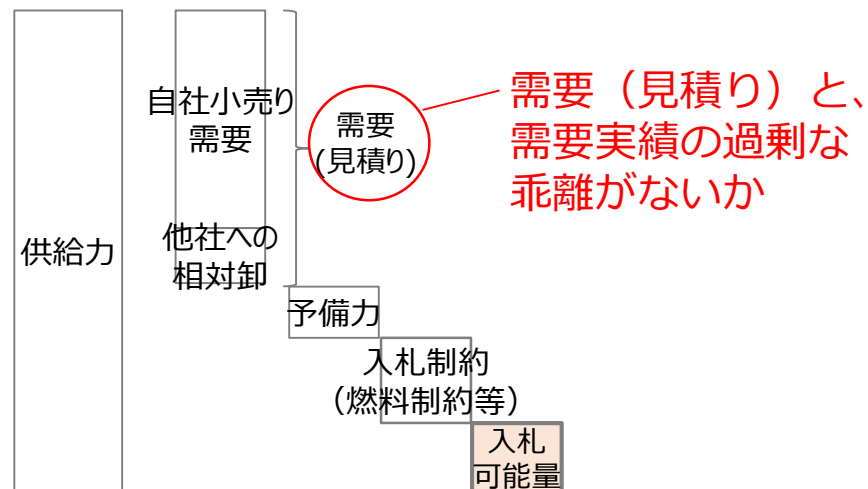 供給力
自社小売り
需要
他社への
相対卸
需要
(見積り)
需要（見積り）と、
需要実績の過剰な
乖離がないか
予備力
入札制約
（燃料制約等）
入札
可能量